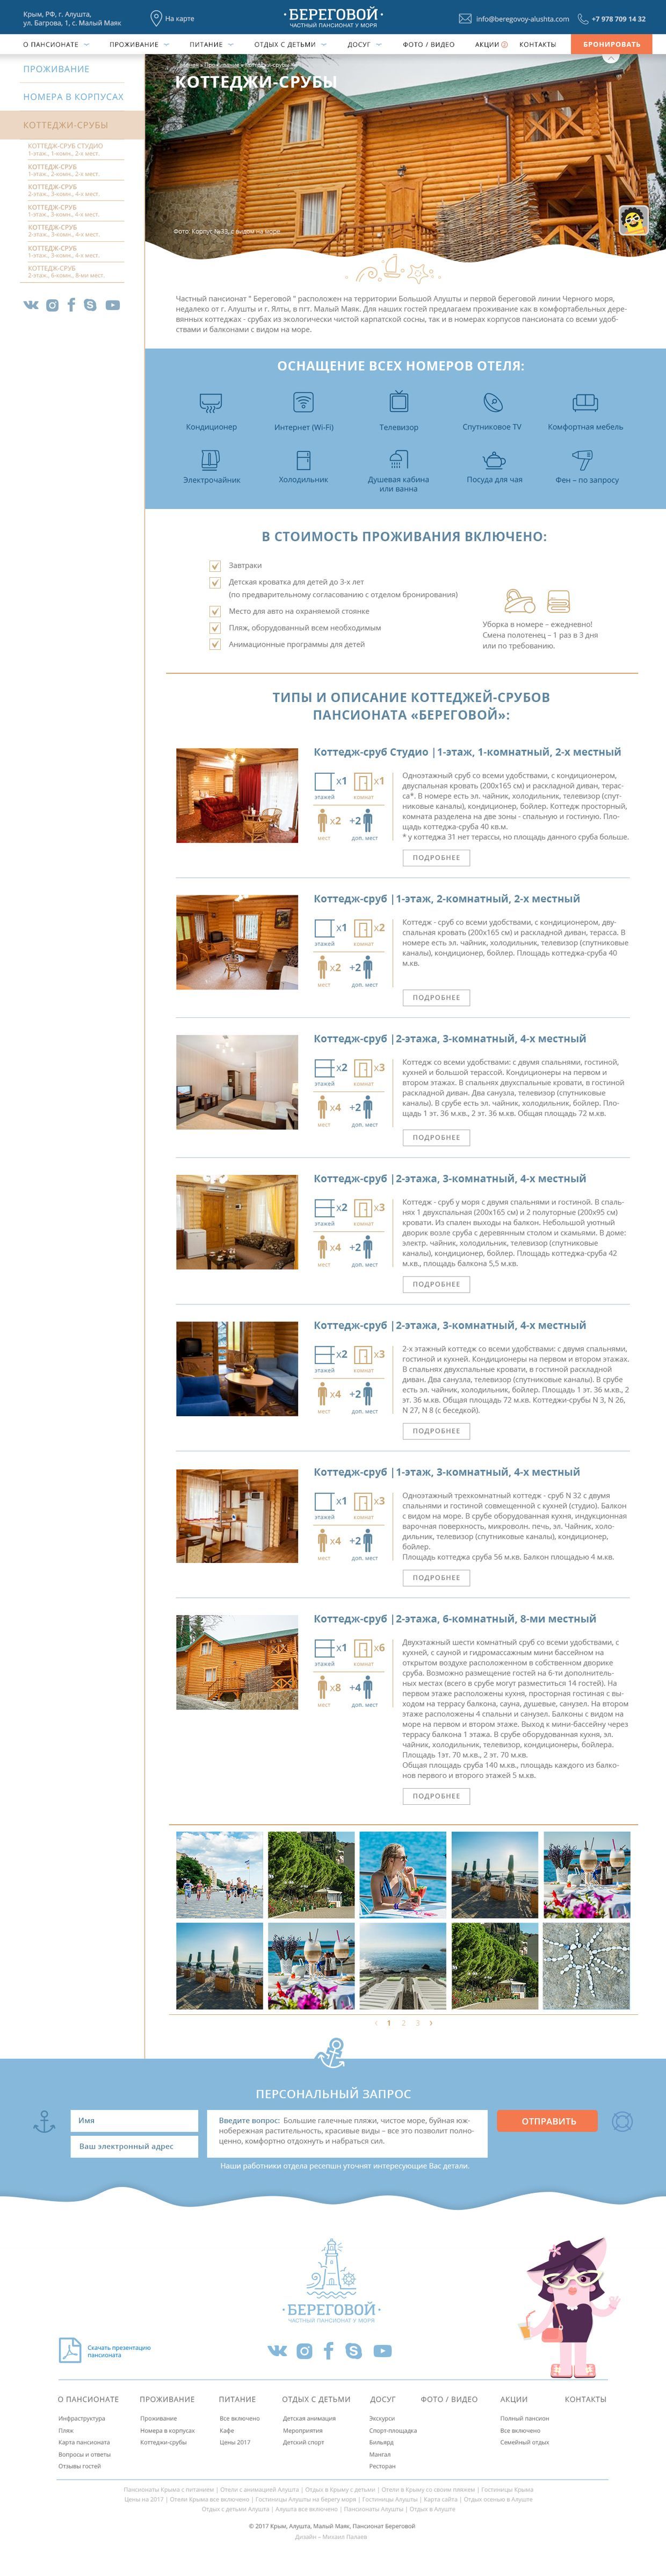 Крым, РФ, г. Алушта,
ул. Багрова, 1, с. Малый Маяк
На карте
·БЕРЕГОВОЙ·
ЧАСТНЫЙ ПАНСИОНАТ У МОРЯ
info@beregovoy-alushta.com
+7 978 709 14 32
О ПАНСИОНАТЕ
ПРОЖИВАНИЕ
ПИТАНИЕ
ОТДЫХ С ДЕТЬМИ
ДОСУГ
ФОТО / ВИДЕО
АКЦИИ
КОНТАКТЫ
БРОНИРОВАТЬ
ПРОЖИВАНИЕ
НОМЕРА В КОРПУСАХ
КОТТЕДЖИ-СРУБЫ
КОТТЕДЖ-СРУБ СТУДИО
1-этаж., 1-комн., 2-х мест.
КОТТЕДЖ-СРУБ
1-этаж., 2-комн., 2-х мест.
КОТТЕДЖ-СРУБ
2-этаж., 3-комн., 4-х мест.
КОТТЕДЖ-СРУБ
1-этаж., 3-комн., 4-х мест.
КОТТЕДЖ-СРУБ
2-этаж., 3-комн., 4-х мест.
КОТТЕДЖ-СРУБ
1-этаж., 3-комн., 4-х мест.
КОТТЕДЖ-СРУБ
2-этаж., 6-комн., 8-ми мест.
КОТТЕДЖИ-СРУБЫ
Фото: Корпус №33, с видом на море
Частный пансионат " Береговой " расположен на территории Большой Алушты и первой береговой линии Черного моря,
недалеко от г. Алушты и г. Ялты, в пгт. Малый Маяк. Для наших гостей предлагаем проживание как в комфортабельных дере-
вянных коттеджах - срубах из экологически чистой карпатской сосны, так и в номерах корпусов пансионата со всеми удоб-
ствами и балконами с видом на море.
ОСНАЩЕНИЕ ВСЕХ НОМЕРОВ ОТЕЛЯ:
Кондиционер
Интернет (Wi-Fi)
Телевизор
Спутниковое TV
Комфортная мебель
Электрочайник
Холодильник
Душевая кабина
или ванна
Посуда для чая
Фен – по запросу
В СТОИМОСТЬ ПРОЖИВАНИЯ ВКЛЮЧЕНО:
Завтраки
Детская кроватка для детей до 3-х лет
(по предварительному согласованию с отделом бронирования)
Место для авто на охраняемой стоянке
Пляж, оборудованный всем необходимым
Анимационные программы для детей
Уборка в номере – ежедневно!
Смена полотенец – 1 раз в 3 дня
или по требованию.
ТИПЫ И ОПИСАНИЕ КОТТЕДЖЕЙ-СРУБОВ
ПАНСИОНАТА «БЕРЕГОВОЙ»:
Коттедж-сруб Студио |1-этаж, 1-комнатный, 2-х местный
x1 x1
этажей комнат
x2 +2
мест доп. мест
Одноэтажный сруб со всеми удобствами, с кондиционером,
двуспальная кровать (200х165 см) и раскладной диван, терас-
са*. В номере есть эл. чайник, холодильник, телевизор (спут-
никовые каналы), кондиционер, бойлер. Коттедж просторный,
комната разделена на две зоны - спальную и гостиную. Пло-
щадь коттеджа-сруба 40 кв.м.
* у коттеджа 31 нет террасы, но площадь данного сруба больше.
ПОДРОБНЕЕ
Коттедж-сруб |1-этаж, 2-комнатный, 2-х местный
x1 x2
этажей комнат
x2 +2
мест доп. мест
Коттедж - сруб со всеми удобствами, с кондиционером, дву-
спальная кровать (200х165 см) и раскладной диван, терасса. В
номере есть эл. чайник, холодильник, телевизор (спутниковые
каналы), кондиционер, бойлер. Площадь коттеджа-сруба 40
м.кв.
ПОДРОБНЕЕ
Коттедж-сруб |2-этажа, 3-комнатный, 4-х местный
x2 x3
этажей комнат
x4 +2
мест доп. мест
Коттедж со всеми удобствами: с двумя спальнями, гостиной,
кухней и большой терассой. Кондиционеры на первом и
втором этажах. В спальнях двухспальные кровати, в гостиной
раскладной диван. Два санузла, телевизор (спутниковые
каналы). В срубе есть эл. чайник, холодильник, бойлер. Пло-
щадь 1 эт. 36 м.кв., 2 эт. 36 м.кв. Общая площадь 72 м.кв.
ПОДРОБНЕЕ
Коттедж-сруб |2-этажа, 3-комнатный, 4-х местный
x2 x3
этажей комнат
x4 +2
мест доп. мест
Коттедж - сруб у моря с двумя спальнями и гостиной. В спаль-
нях 1 двухспальная (200х165 см) и 2 полуторные (200х95 см)
кровати. Из спален выходы на балкон. Небольшой уютный
дворик возле сруба с деревянным столом и скамьями. В доме:
электр. чайник, холодильник, телевизор (спутниковые
каналы), кондиционер, бойлер. Площадь коттеджа-сруба 42
м.кв., площадь балкона 5,5 м.кв.
ПОДРОБНЕЕ
Коттедж-сруб |2-этажа, 3-комнатный, 4-х местный
x2 x3
этажей комнат
x4 +2
мест доп. мест
2-х этажный коттедж со всеми удобствами: с двумя спальнями,
гостиной и кухней. Кондиционеры на первом и втором этажах.
В спальнях двухспальные кровати, в гостиной раскладной
диван. Два санузла, телевизор (спутниковые каналы). В срубе
есть эл. чайник, холодильник, бойлер. Площадь 1 эт. 36 м.кв., 2
эт. 36 м.кв. Общая площадь 72 м.кв. Коттеджи-срубы N 3, N 26,
N 27, N 8 (с беседкой).
ПОДРОБНЕЕ
Коттедж-сруб |1-этаж, 3-комнатный, 4-х местный
x1 x3
этажей комнат
x4 +2
мест доп. мест
Одноэтажный трехкомнатный коттедж - сруб N 32 с двумя
спальнями и гостиной совмещенной с кухней (студио). Балкон
с видом на море. В срубе оборудованная кухня, индукционная
варочная поверхность, микроволн. печь, эл. Чайник, холо-
дильник, телевизор (спутниковые каналы), кондиционер,
бойлер.
Площадь коттеджа сруба 56 м.кв. Балкон площадью 4 м.кв.
ПОДРОБНЕЕ
Коттедж-сруб |2-этажа, 6-комнатный, 8-ми местный
x1 x6
этажей комнат
x8 +4
мест доп. мест
Двухэтажный шести комнатный сруб со всеми удобствами, с
кухней, с сауной и гидромассажным мини бассейном на
открытом воздухе расположенном в собственном дворике
сруба. Возможно размещение гостей на 6-ти дополнитель-
ных местах (всего в срубе могут разместиться 14 гостей). На
первом этаже расположены кухня, просторная гостиная с вы-
ходом на террасу балкона, сауна, душевые, санузел. На втором
этаже расположены 4 спальни и санузел. Балконы с видом на
море на первом и втором этаже. Выход к мини-бассейну через
террасу балкона 1 этажа. В срубе оборудованная кухня, эл.
чайник, холодильник, телевизор, кондиционеры, бойлера.
Площадь 1эт. 70 м.кв., 2 эт. 70 м.кв.
Общая площадь сруба 140 м.кв., площадь каждого из балко-
нов первого и второго этажей 5 м.кв.
ПОДРОБНЕЕ
‹ 1 2 3 ›
ПЕРСОНАЛЬНЫЙ ЗАПРОС
Имя
Ваш электронный адрес
Введите вопрос: Большие галечные пляжи, чистое море, буйная юж-
нобережная растительность, красивые виды – все это позволит полно-
ценно, комфортно отдохнуть и набраться сил.
ОТПРАВИТЬ
Наши работники отдела ресепшн уточнят интересующие Вас детали.
·БЕРЕГОВОЙ·
ЧАСТНЫЙ ПАНСИОНАТ У МОРЯ
Скачать презентацию
пансионата
О ПАНСИОНАТЕ
Инфраструктура
Пляж
Карта пансионата
Вопросы и ответы
Отзывы гостей
ПРОЖИВАНИЕ
Проживание
Номера в корпусах
Коттеджи-срубы
ПИТАНИЕ
Все включено
Кафе
Цены 2017
ОТДЫХ С ДЕТЬМИ
Детская анимация
Мероприятия
Детский спорт
ДОСУГ
Экскурси
Спорт-площадка
Бильярд
Мангал
Ресторан
ФОТО / ВИДЕО
АКЦИИ
Полный пансион
Все включено
Семейный отдых
КОНТАКТЫ
Пансионаты Крыма с питанием | Отели с анимацией Алушта | Отдых в Крыму с детьми | Отели в Крыму со своим пляжем | Гостиницы Крыма
Цены на 2017 | Отели Крыма все включено | Гостиницы Алушты на берегу моря | Гостиницы Алушты | Карта сайта | Отдых осенью в Алуште
Отдых с детьми Алушта | Алушта все включено | Пансионаты Алушты | Отдых в Алуште
© 2017 Крым, Алушта, Малый Маяк, Пансионат Береговой
Дизайн – Михаил Палаев